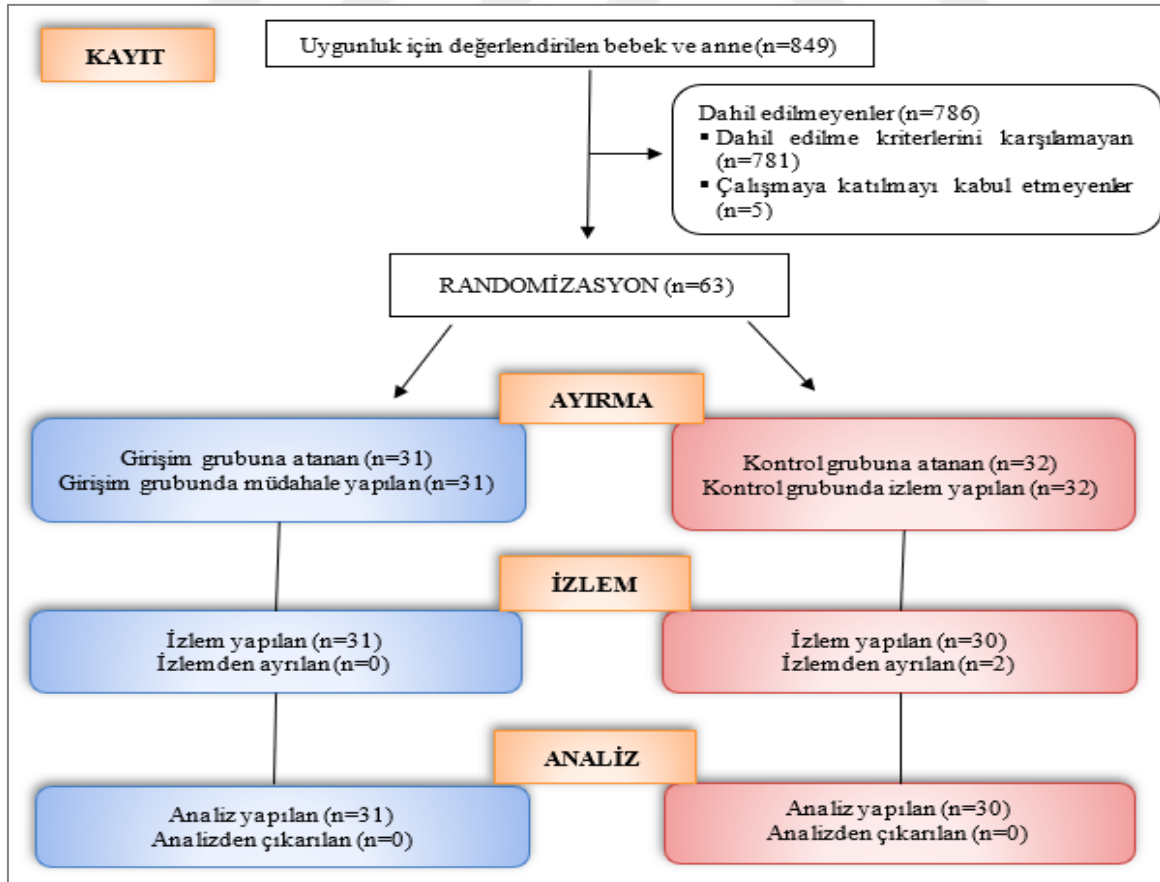 KAYIT
Uygunluk için değerlendirilen bebek ve anne (n=849)
Dahil edilmeyenler (n=786)
▪ Dahil edilme kriterlerini karşılamayan
(n=781)
▪ Çalışmaya katılmayı kabul etmeyenler
(n=5)
RANDOMİZASYON (n=63)
AYIRMA
Girişim grubuna atanan (n=31)
Girişim grubunda müdahale yapılan (n=31)
Kontrol grubuna atanan (n=32)
Kontrol grubunda izlem yapılan (n=32)
İZLEM
İzlem yapılan (n=31)
İzlemden ayrılan (n=0)
İzlem yapılan (n=30)
İzlemden ayrılan (n=2)
ANALİZ
Analiz yapılan (n=31)
Analizden çıkarılan (n=0)
Analiz yapılan (n=30)
Analizden çıkarılan (n=0)